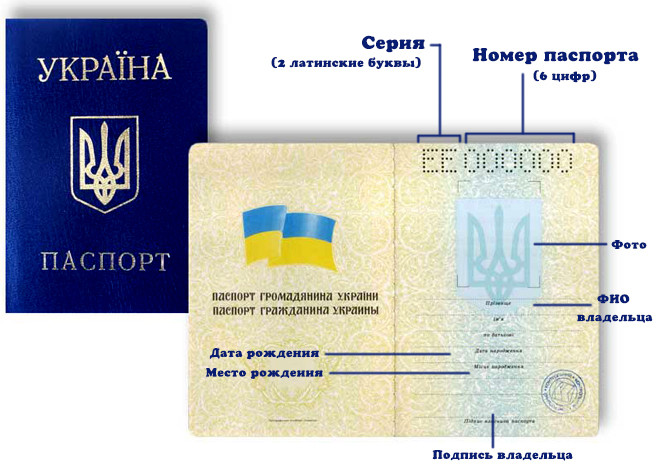 УКРАЇНА
ПАСПОРТ
Серия
(2 латинские буквы)
Номер паспорта
(6 цифр)
EE000000
ПАСПОРТ ГРОМАДЯНИНА УКРАЇНИ
ПАСПОРТ ГРАЖДАНИНА УКРАИНЫ
Фото
Прізвище
ФИО
владельца
ім'я
по батькові
Дата рождения
Дата народження
Место рождения
Місце народження
Підпис власника паспорта
Подпись владельца